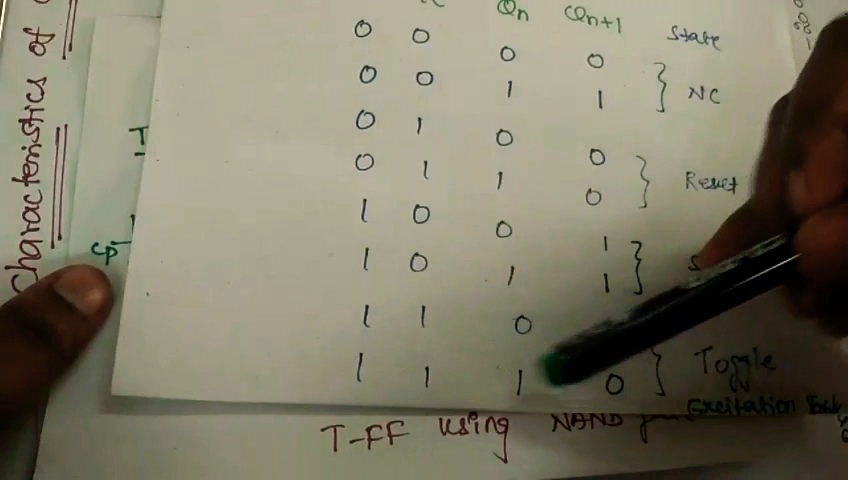 Characteristics of
Qn Qn+1 State
0 0 0 0
0 0 1 1 } NC
0 1 0 0
0 1 1 0 } Reset
1 0 0 1
1 0 1 1 } S
1 1 0
1 1 1 0 } Toggle
Excitation
T-FF using NAND